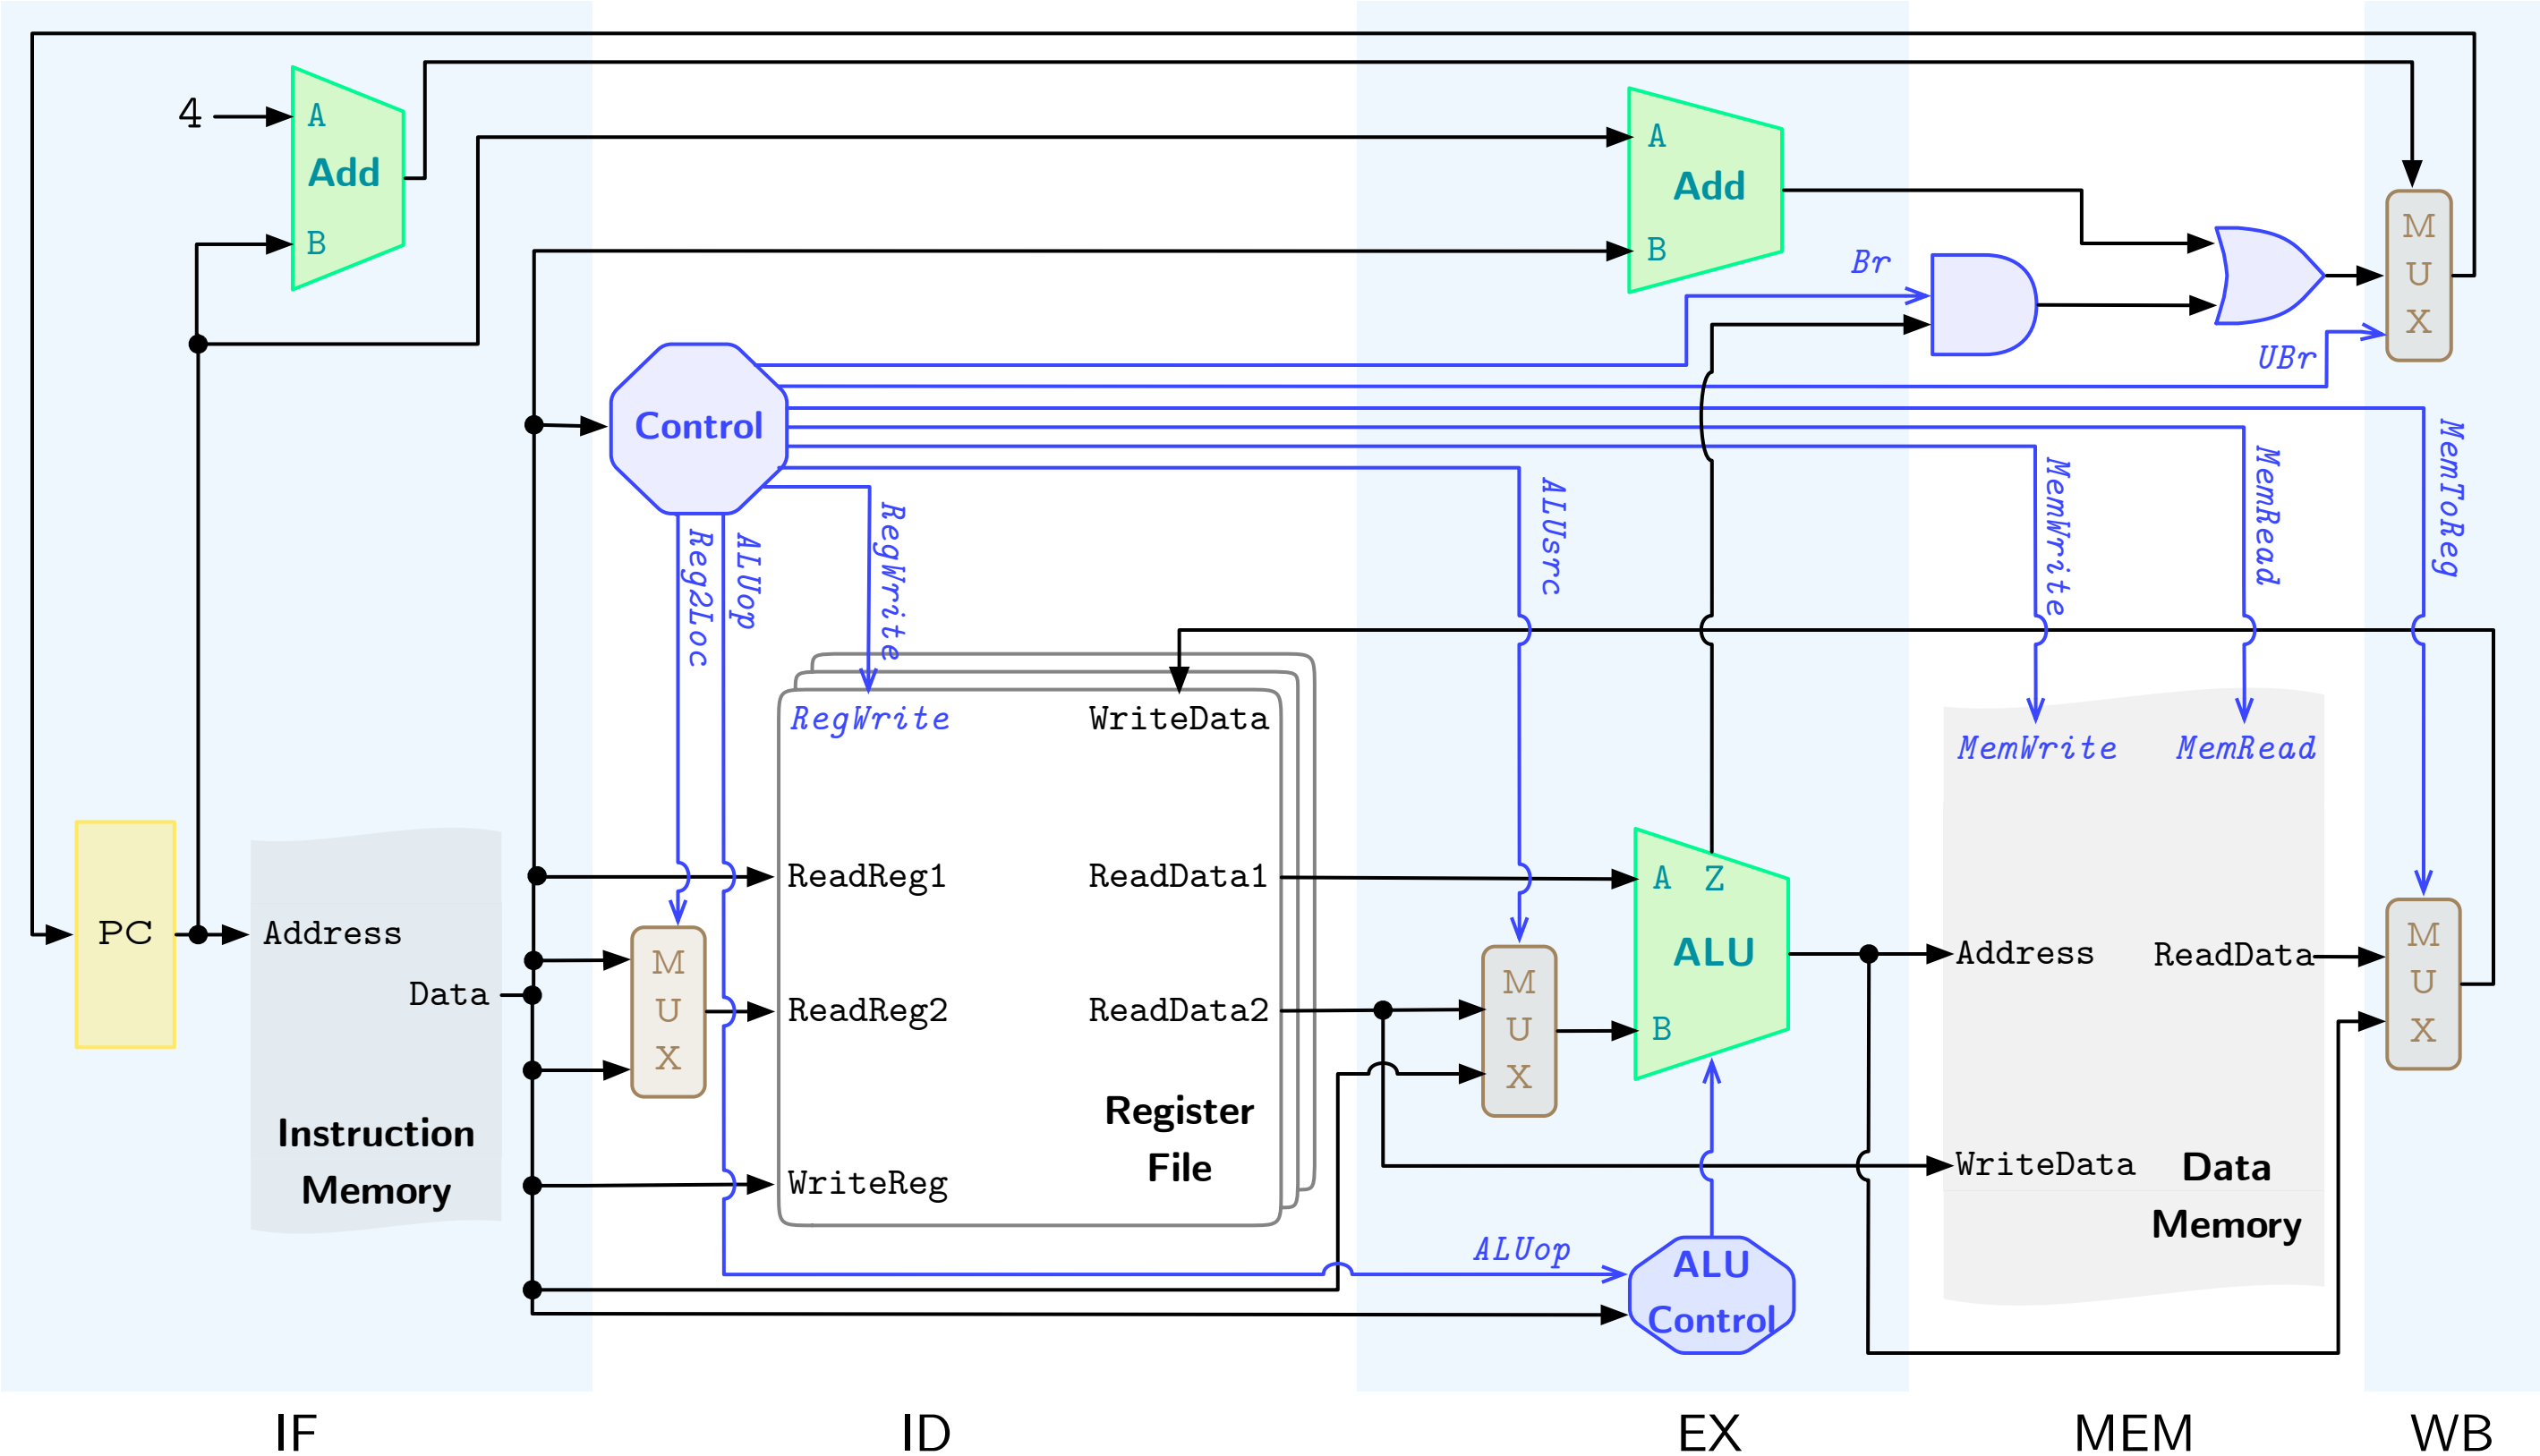 4
A
Add
B
A
Add
B
Br
UBr
M
U
X
Control
Reg2Loc
ALUop
RegWrite
ALUsrc
MemWrite
MemRead
MemToReg
RegWrite
WriteData
ReadReg1
ReadData1
ReadReg2
ReadData2
WriteReg
Register
File
PC
Address
Data
Instruction
Memory
M
U
X
M
U
X
A
Z
ALU
B
ALUop
ALU
Control
MemWrite
MemRead
Address
ReadData
WriteData
Data
Memory
M
U
X
IF
ID
EX
MEM
WB